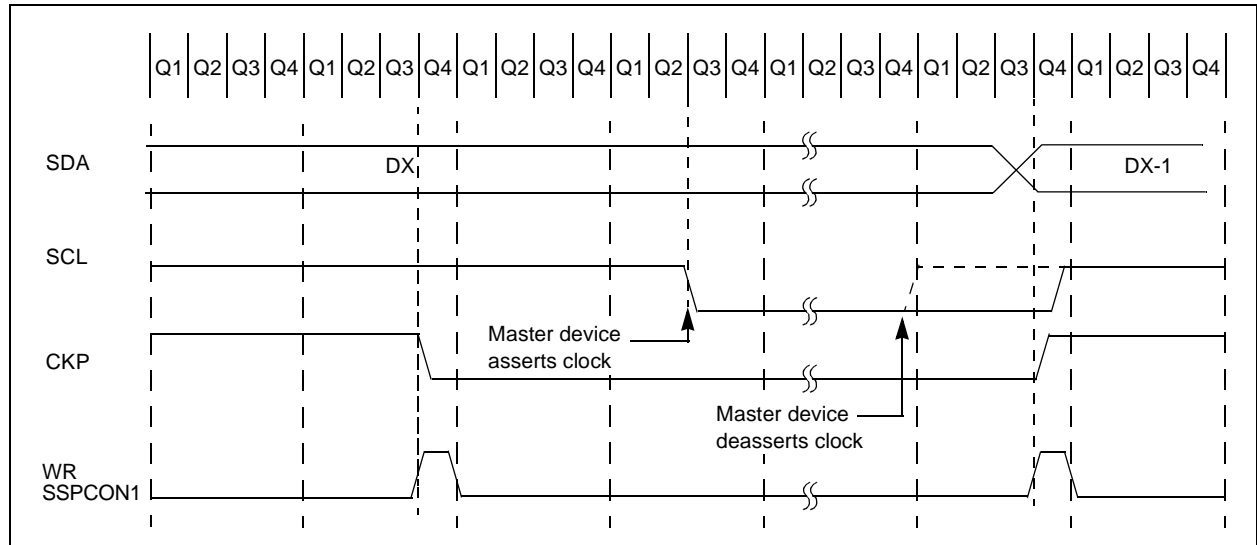 Q1 Q2 Q3 Q4 Q1 Q2 Q3 Q4 Q1 Q2 Q3 Q4 Q1 Q2 Q3 Q4 Q1 Q2 Q3 Q4 Q1 Q2 Q3 Q4 Q1 Q2 Q3 Q4
SDA
DX
DX-1
SCL
Master device
asserts clock
CKP
Master device
deasserts clock
WR
SSPCON1